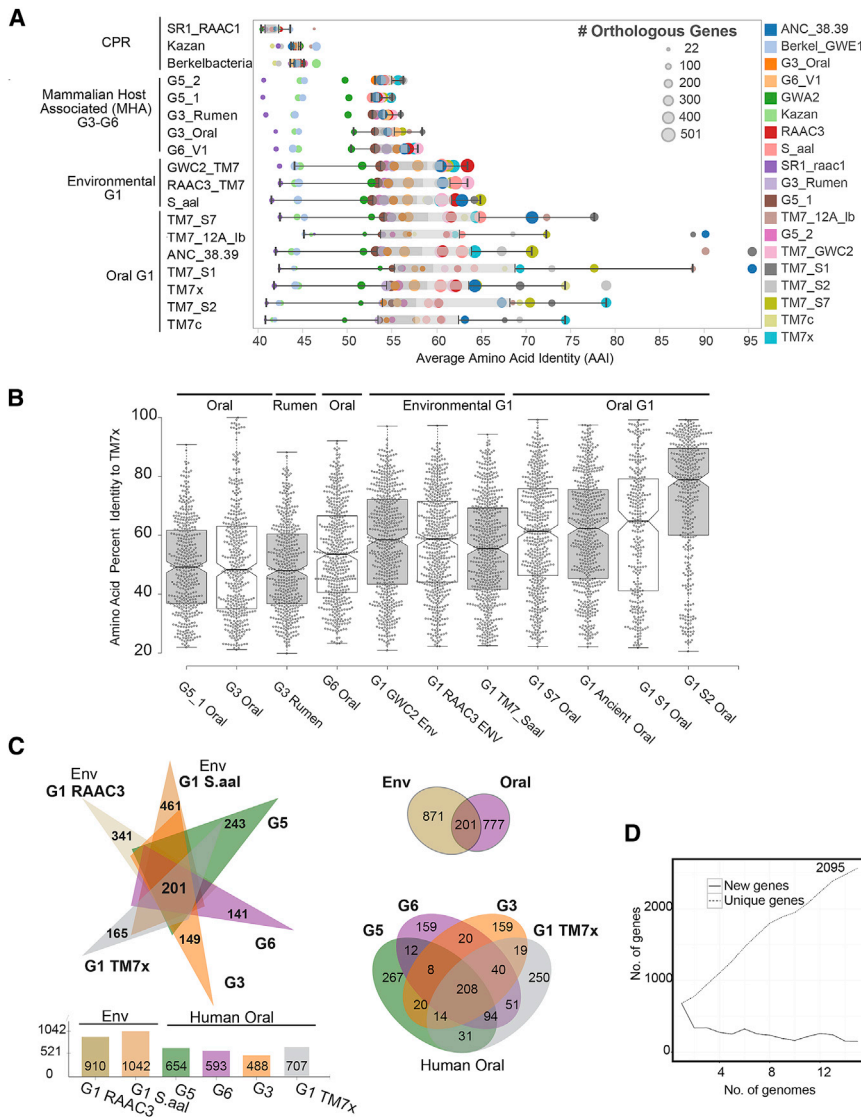 A
CPR
SR1_RAAC1
Kazan
Berkelbacteria
Mammalian Host
Associated (MHA)
G3-G6
G5_2
G5_1
G3_Rumen
G3_Oral
G6_V1
Environmental
G1
GWC2_TM7
RAAC3_TM7
S_aal
Oral G1
TM7_S7
TM7_12A_Ib
ANC_38.39
TM7_S1
TM7x
TM7_S2
TM7c
# Orthologous Genes
22
100
200
300
400
501
ANC_38.39
Berkel_GWE1
G3_Oral
G6_V1
GWA2
Kazan
RAAC3
S_aal
SR1_raac1
G3_Rumen
G5_1
TM7_12A_Ib
G5_2
TM7_GWC2
TM7_S1
TM7_S2
TM7_S7
TM7c
TM7x
40 45 50 55 60 65 70 75 80 85 90 95
Average Amino Acid Identity (AAI)
B
Oral Rumen Oral Environmental G1 Oral G1
Amino Acid Percent Identity to TM7x
100
80
60
40
20
G5_1 Oral
G3 Oral
G3 Rumen
G6 Oral
G1 GWC2 Env
G1 RAAC3 ENV
G1 TM7_Saal
G1 S7 Oral
G1 Ancient Oral
G1 S1 Oral
G1 S2 Oral
C
Env
G1 RAAC3
Env
G1 S.aal
G5
G6
G3
G1 TM7x
461
243
341
201
141
165
149
Env
Human Oral
1042
521
0
910 1042 654 593 488 707
G1 RAAC3
G1 S.aal
G5
G6
G3
G1 TM7x
Env Oral
871 201 777
G6 G3
G5 G1 TM7x
159 159
20
12 19
267 8 40 250
208
20 51
14 94
31
Human Oral
D
2095
New genes
Unique genes
No. of genes
2000
1000
0
4 8 12
No. of genomes